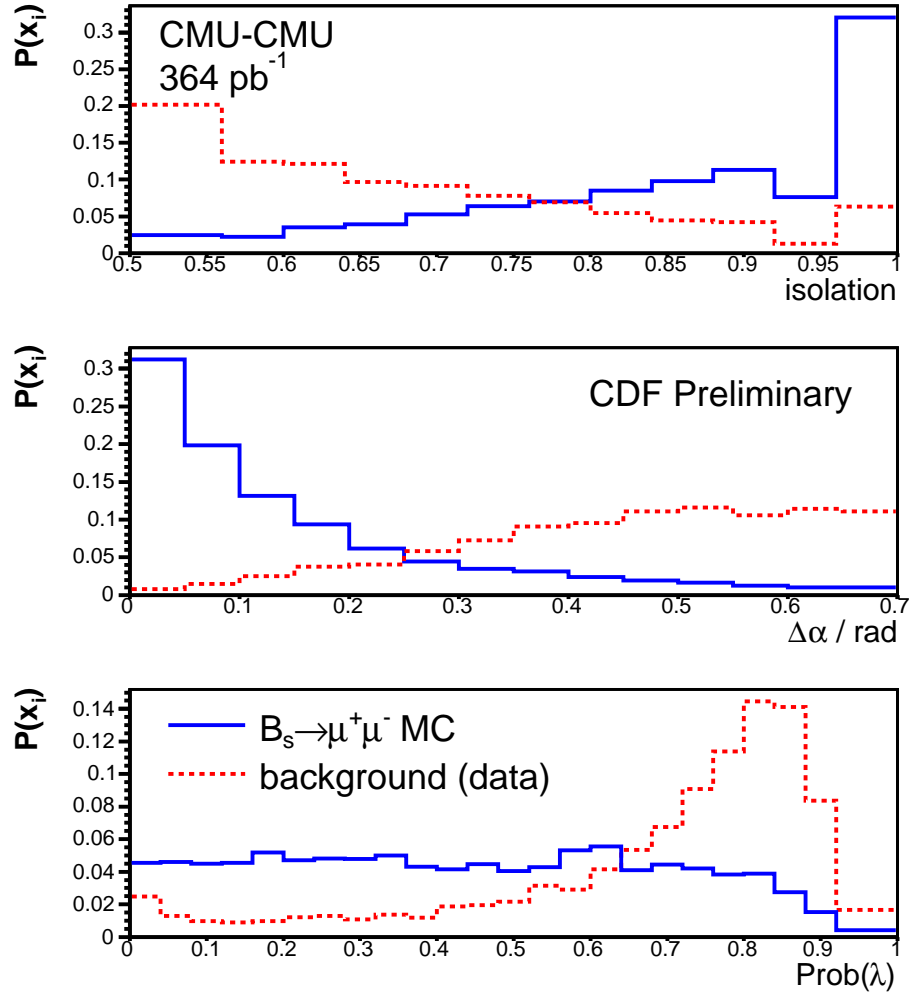 P(xᵢ)
CMU-CMU
364 pb⁻¹
0.3
0.25
0.2
0.15
0.1
0.05
0
0.5 0.55 0.6 0.65 0.7 0.75 0.8 0.85 0.9 0.95 1
isolation
P(xᵢ)
CDF Preliminary
0.3
0.25
0.2
0.15
0.1
0.05
0
0 0.1 0.2 0.3 0.4 0.5 0.6 0.7
Δα / rad
P(xᵢ)
Bₛ→μ⁺μ⁻ MC
background (data)
0.14
0.12
0.1
0.08
0.06
0.04
0.02
0
0 0.1 0.2 0.3 0.4 0.5 0.6 0.7 0.8 0.9 1
Prob(λ)